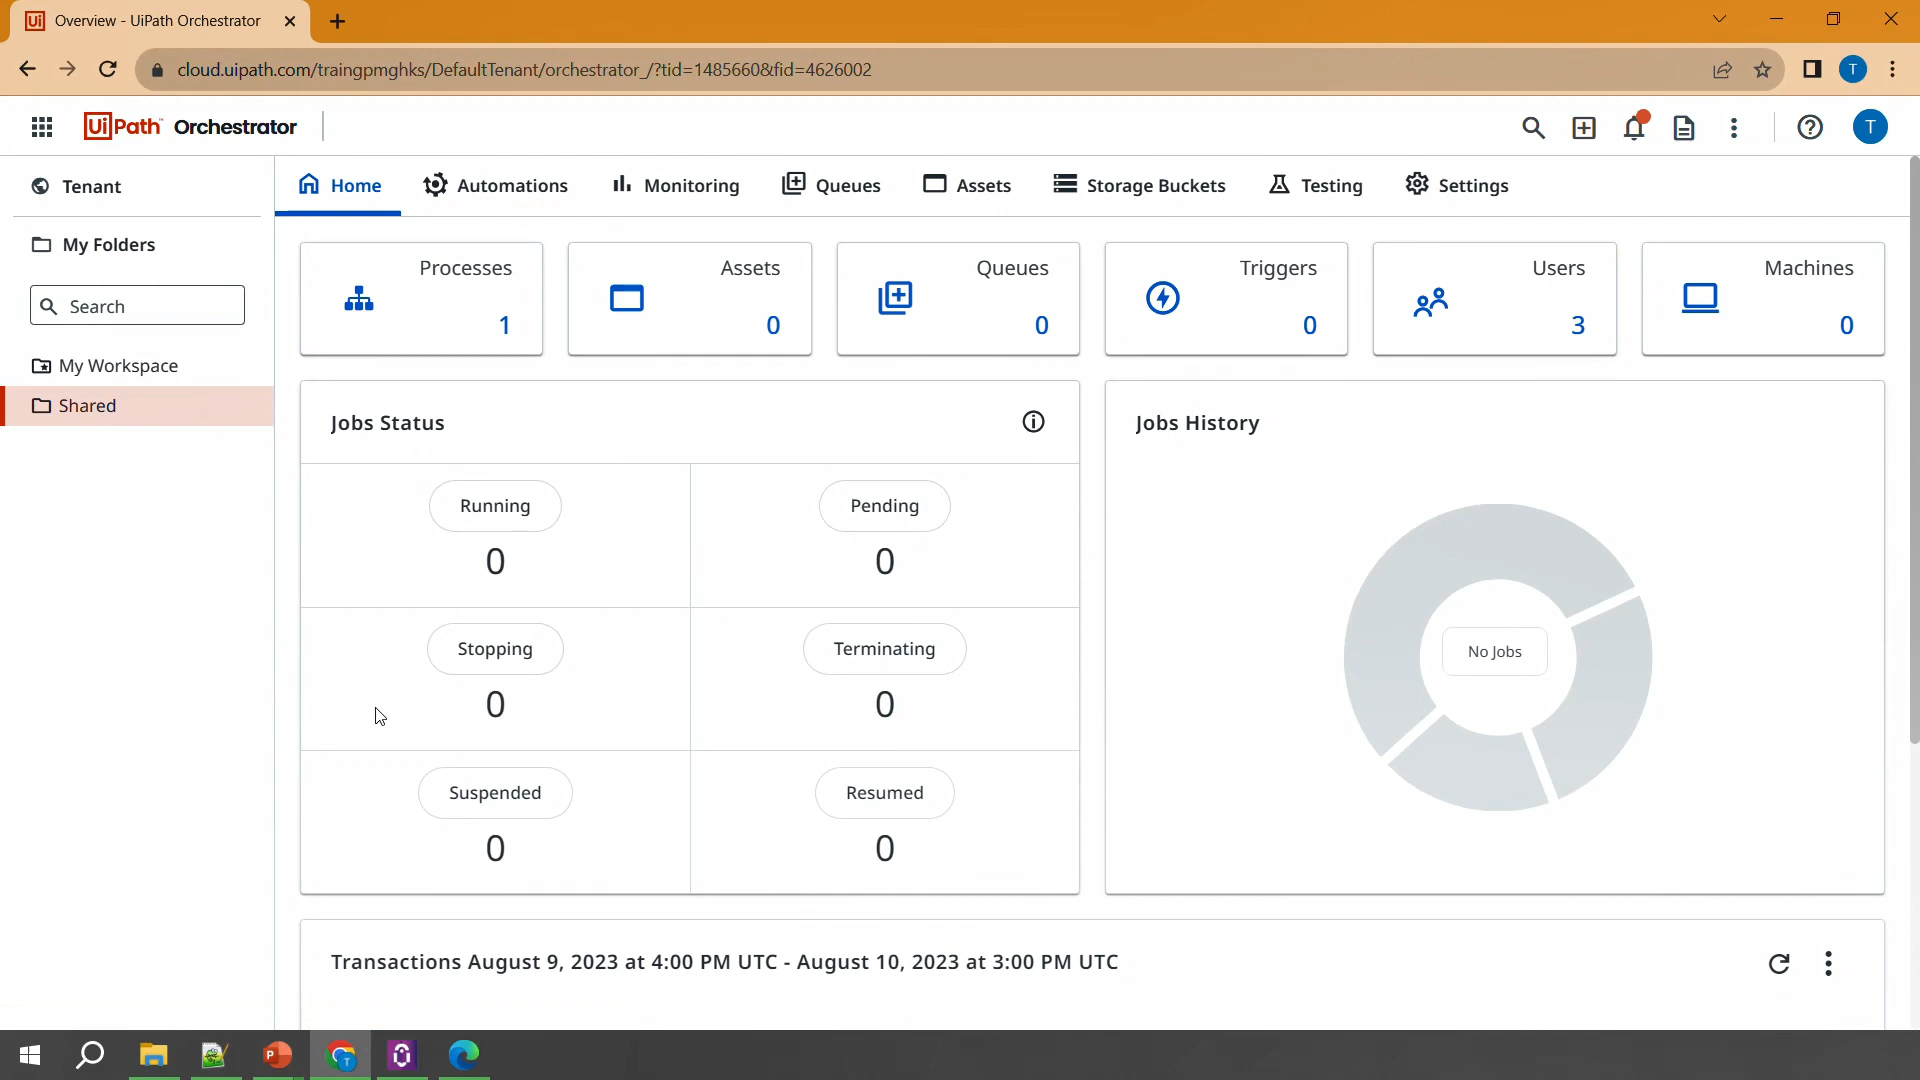 Overview - UiPath Orchestrator
cloud.uipath.com/traingpmghks/DefaultTenant/orchestrator_/?tid=1485660&fid=4626002
T
UiPath™ Orchestrator
T
Tenant
My Folders
Search
My Workspace
Shared
Home Automations Monitoring Queues Assets Storage Buckets Testing Settings
Processes
1
Assets
0
Queues
0
Triggers
0
Users
3
Machines
0
Jobs Status
Running
0
Pending
0
Stopping
0
Terminating
0
Suspended
0
Resumed
0
Jobs History
No Jobs
Transactions August 9, 2023 at 4:00 PM UTC - August 10, 2023 at 3:00 PM UTC